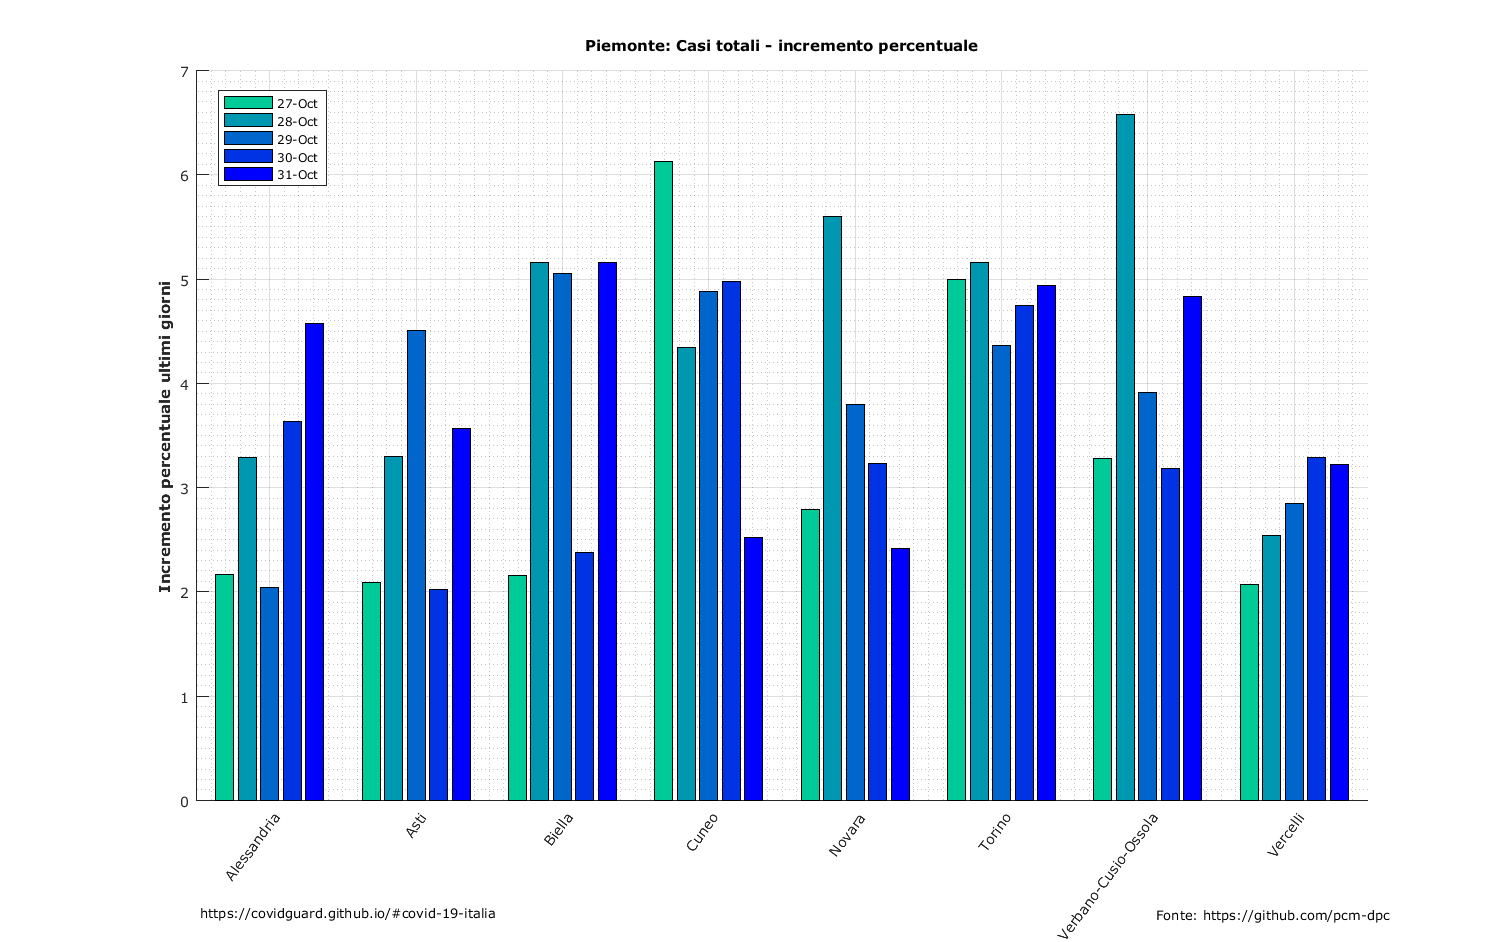 Piemonte: Casi totali - incremento percentuale
7
6
5
4
3
2
1
0
Incremento percentuale ultimi giorni
27-Oct
28-Oct
29-Oct
30-Oct
31-Oct
Alessandria
Asti
Biella
Cuneo
Novara
Torino
Verbano-Cusio-Ossola
Vercelli
https://covidguard.github.io/#covid-19-italia
Fonte: https://github.com/pcm-dpc